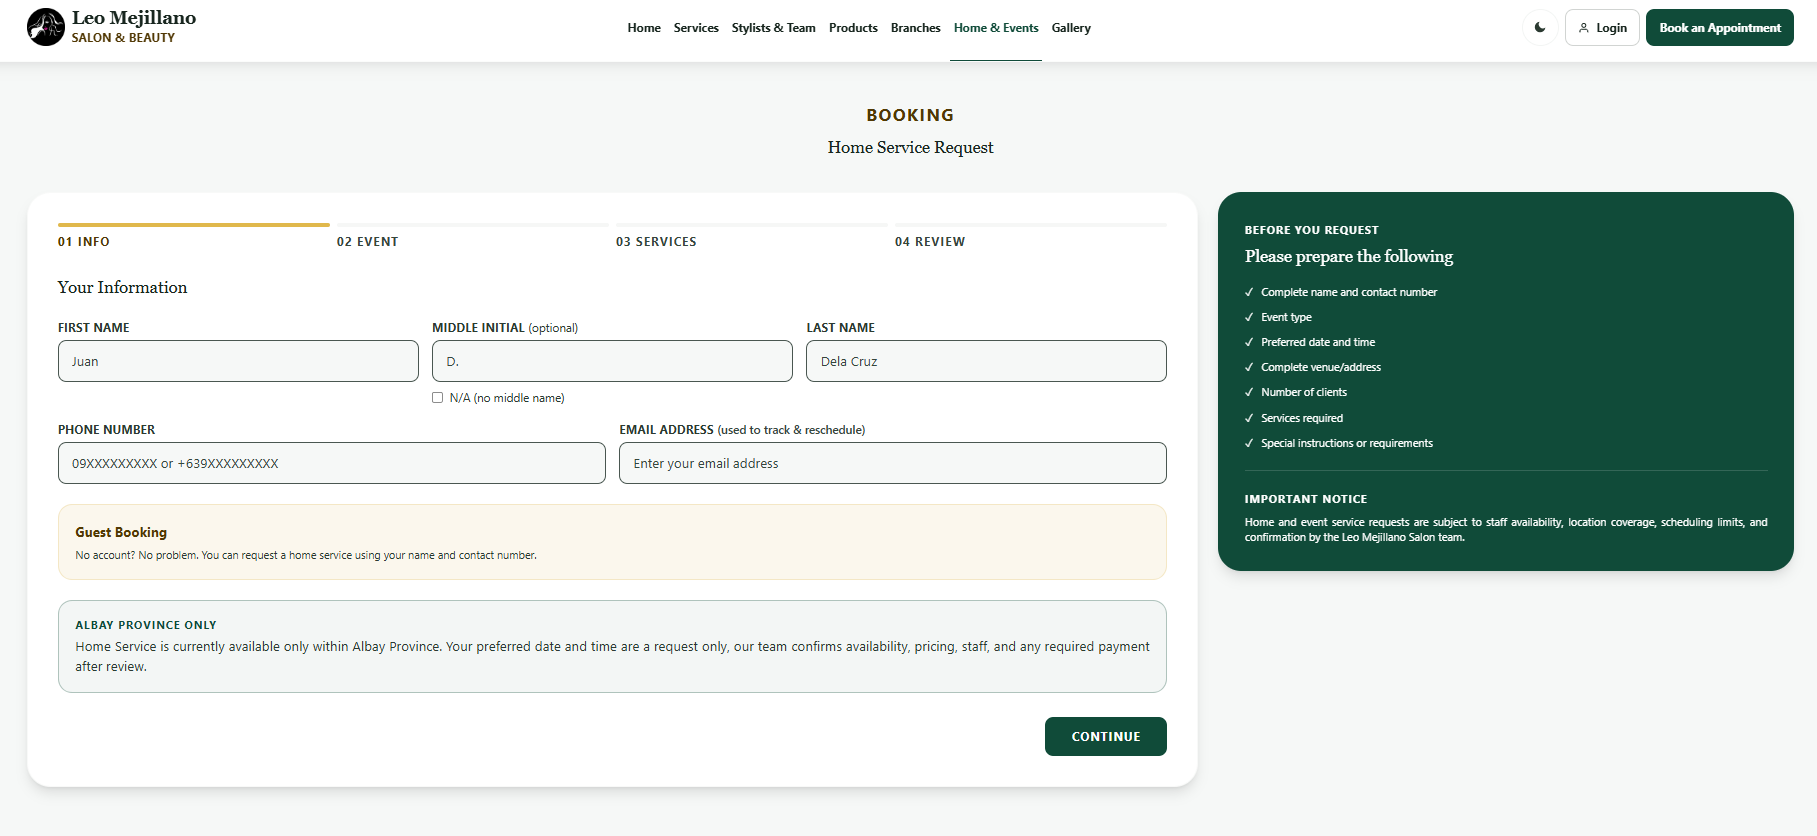 Leo Mejillano
SALON & BEAUTY
Home
Services
Stylists & Team
Products
Branches
Home & Events
Gallery
Login
Book an Appointment
BOOKING
Home Service Request
01 INFO
02 EVENT
03 SERVICES
04 REVIEW
Your Information
FIRST NAME
MIDDLE INITIAL (optional)
LAST NAME
Juan
D.
Dela Cruz
N/A (no middle name)
PHONE NUMBER
EMAIL ADDRESS (used to track & reschedule)
09XXXXXXXXX or +639XXXXXXXXX
Enter your email address
Guest Booking
No account? No problem. You can request a home service using your name and contact number.
ALBAY PROVINCE ONLY
Home Service is currently available only within Albay Province. Your preferred date and time are a request only, our team confirms availability, pricing, staff, and any required payment
after review.
CONTINUE
BEFORE YOU REQUEST
Please prepare the following
✓ Complete name and contact number
✓ Event type
✓ Preferred date and time
✓ Complete venue/address
✓ Number of clients
✓ Services required
✓ Special instructions or requirements
IMPORTANT NOTICE
Home and event service requests are subject to staff availability, location coverage, scheduling limits, and
confirmation by the Leo Mejillano Salon team.